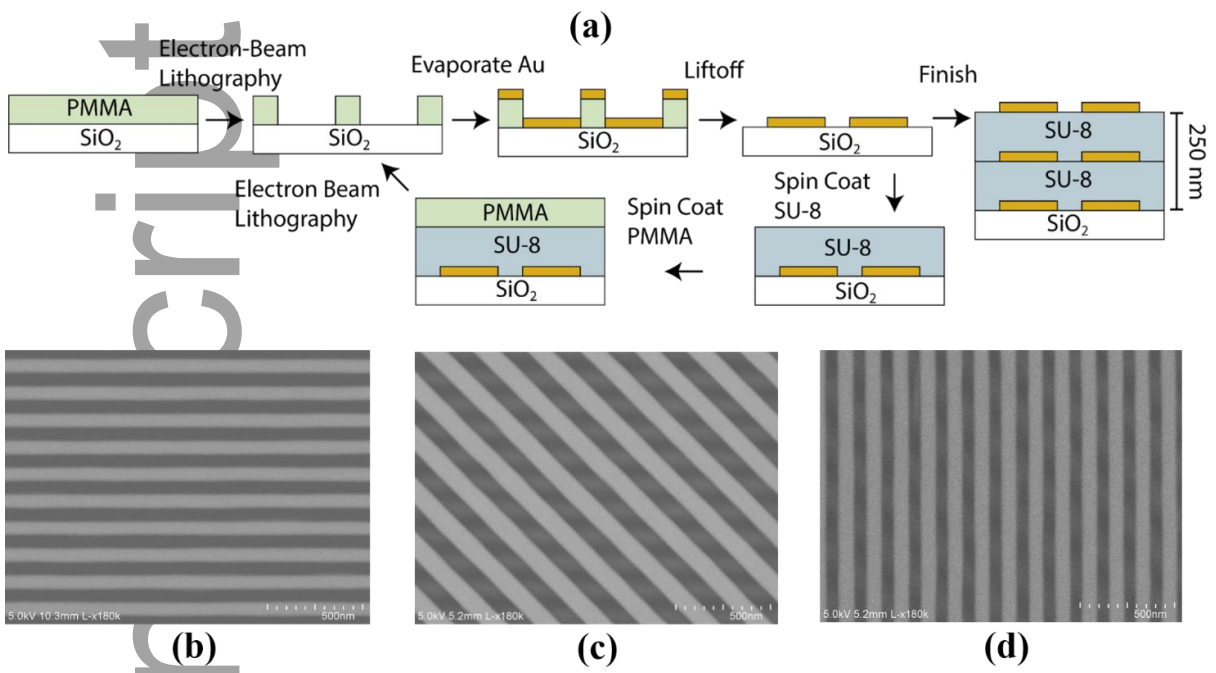 (a)
Electron-Beam
Lithography
PMMA
SiO2
Evaporate Au
SiO2
Liftoff
SiO2
Finish
SU-8
SU-8
SiO2
250 nm
Electron Beam
Lithography
PMMA
SU-8
SiO2
Spin Coat
PMMA
Spin Coat
SU-8
SU-8
SiO2
5.0kV 10.3mm L-x180k
500nm
5.0kV 5.2mm L-x180k
500nm
5.0kV 5.2mm L-x180k
500nm
(b)
(c)
(d)